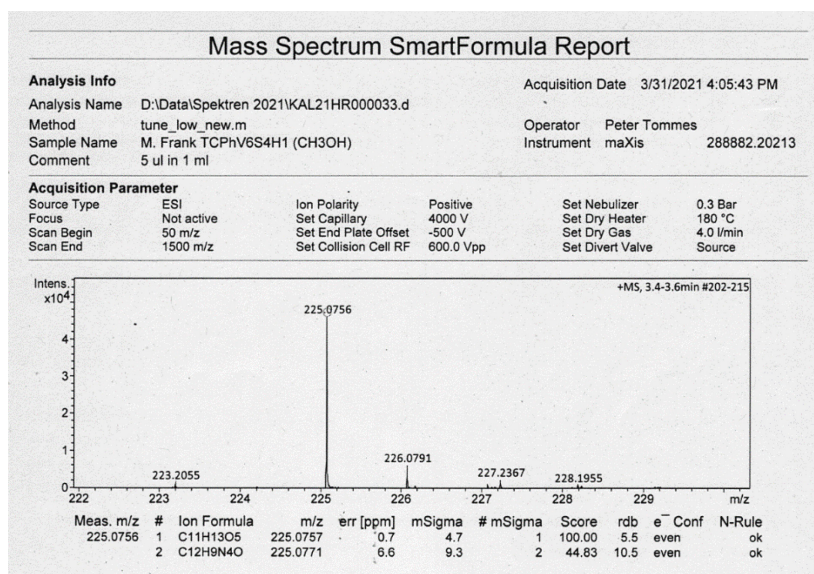 Mass Spectrum SmartFormula Report
Analysis Info
Acquisition Date 3/31/2021 4:05:43 PM
Analysis Name D:\Data\Spektren 2021\KAL21HR000033.d
Method tune_low_new.m Operator Peter Tommes
Sample Name M. Frank TCPhV6S4H1 (CH3OH) Instrument maXis 288882.20213
Comment 5 ul in 1 ml
Acquisition Parameter
Source Type ESI Ion Polarity Positive Set Nebulizer 0.3 Bar
Focus Not active Set Capillary 4000 V Set Dry Heater 180 °C
Scan Begin 50 m/z Set End Plate Offset -500 V Set Dry Gas 4.0 l/min
Scan End 1500 m/z Set Collision Cell RF 600.0 Vpp Set Divert Valve Source
Intens.
x10⁴
+MS, 3.4-3.6min #202-215
225.0756
4
3
2
1
0
223.2055
226.0791
227.2367
228.1955
222 223 224 225 226 227 228 229 m/z
Meas. m/z # Ion Formula m/z err [ppm] mSigma # mSigma Score rdb e⁻ Conf N-Rule
225.0756 1 C11H13O5 225.0757 0.7 4.7 1 100.00 5.5 even ok
2 C12H9N4O 225.0771 6.6 9.3 2 44.83 10.5 even ok